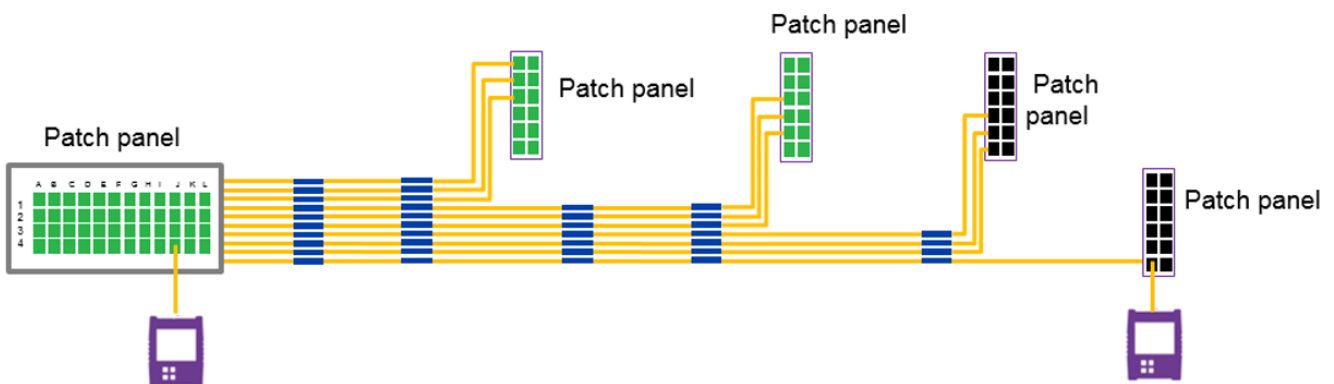 Patch panel
Patch panel
Patch
panel
Patch panel
Patch panel
A B C D E F G H I J K L
1
2
3
4